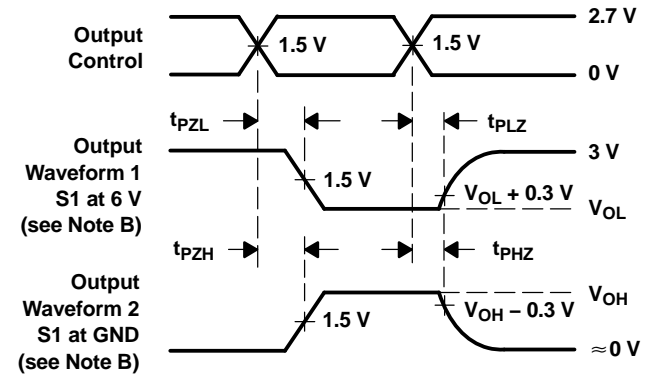 Output
Control
1.5 V
1.5 V
2.7 V
0 V
tPZL
tPLZ
Output
Waveform 1
S1 at 6 V
(see Note B)
1.5 V
3 V
VOL + 0.3 V
VOL
tPZH
tPHZ
Output
Waveform 2
S1 at GND
(see Note B)
1.5 V
VOH
VOH − 0.3 V
≈0 V